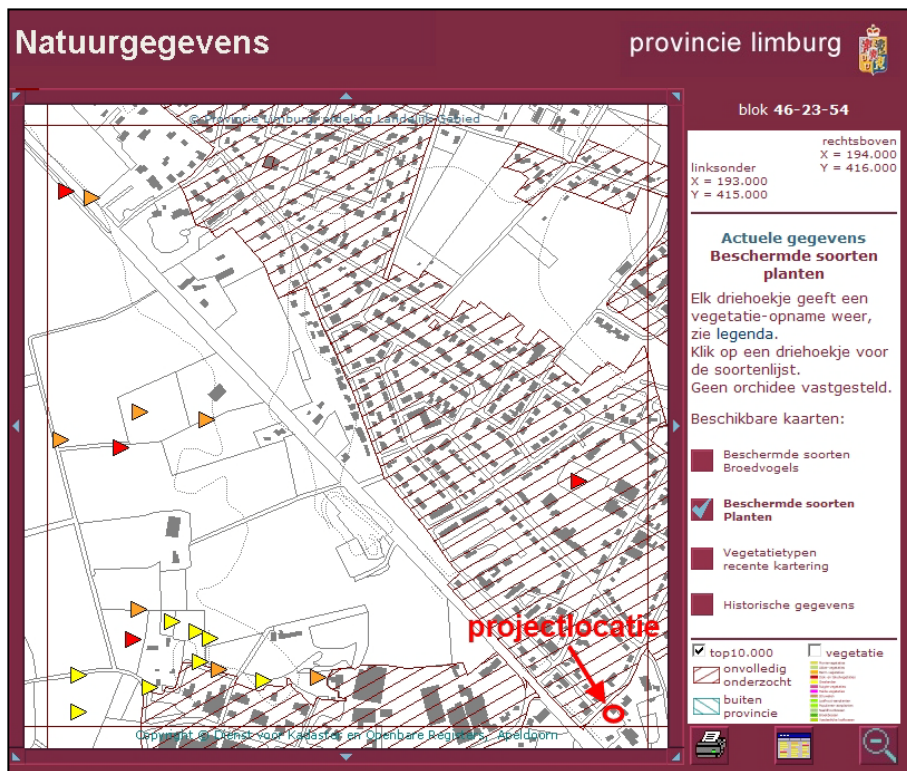 Natuurgegevens
provincie limburg
© Provincie Limburg, afdeling Landelijk Gebied
projectlocatie
Copyright © Dienst voor Kadaster en Openbare Registers, Apeldoorn
blok 46-23-54
rechtsboven
X = 194.000
Y = 416.000
linksonder
X = 193.000
Y = 415.000
Actuele gegevens
Beschermde soorten
planten
Elk driehoekje geeft een
vegetatie-opname weer,
zie legenda.
Klik op een driehoekje voor
de soortenlijst.
Geen orchidee vastgesteld.
Beschikbare kaarten:
Beschermde soorten
Broedvogels
Beschermde soorten
Planten
Vegetatietypen
recente kartering
Historische gegevens
top10.000
vegetatie
onvolledig
onderzocht
buiten
provincie